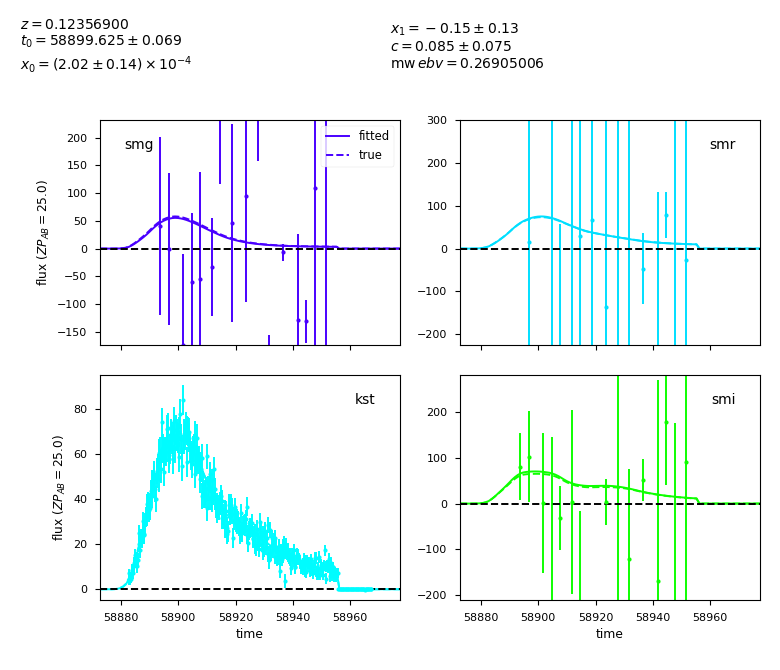 z = 0.12356900
t₀ = 58899.625 ± 0.069
x₀ = (2.02 ± 0.14) × 10⁻⁴
x₁ = −0.15 ± 0.13
c = 0.085 ± 0.075
mwebv = 0.26905006
smg
fitted
true
200
150
100
50
0
−50
−100
−150
flux (ZP_AB = 25.0)
smr
300
200
100
0
−100
−200
kst
80
60
40
20
0
flux (ZP_AB = 25.0)
58880 58900 58920 58940 58960
time
smi
200
100
0
−100
−200
58880 58900 58920 58940 58960
time